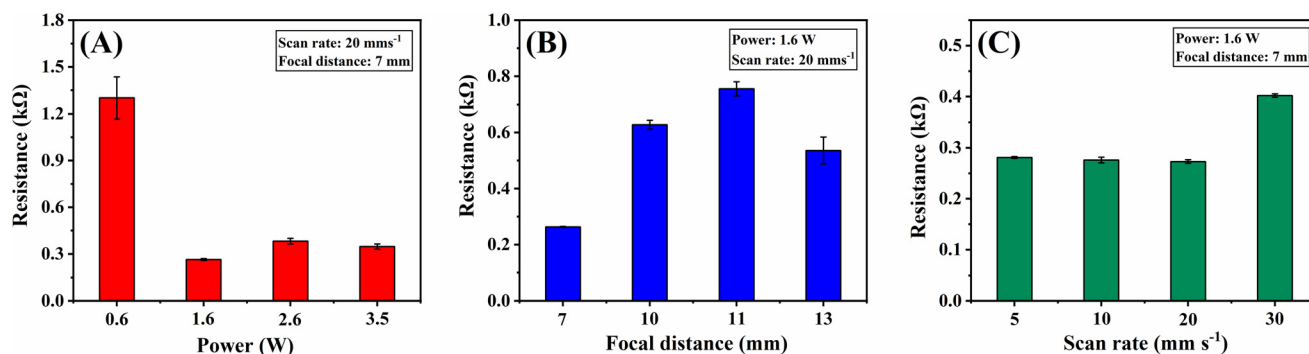 (A)
Scan rate: 20 mms⁻¹
Focal distance: 7 mm
Resistance (kΩ)
1.8
1.5
1.2
0.9
0.6
0.3
0.0
0.6 1.6 2.6 3.5
Power (W)
(B)
Power: 1.6 W
Scan rate: 20 mms⁻¹
Resistance (kΩ)
1.0
0.8
0.6
0.4
0.2
0.0
7 10 11 13
Focal distance (mm)
(C)
Power: 1.6 W
Focal distance: 7 mm
Resistance (kΩ)
0.5
0.4
0.3
0.2
0.1
0.0
5 10 20 30
Scan rate (mm s⁻¹)